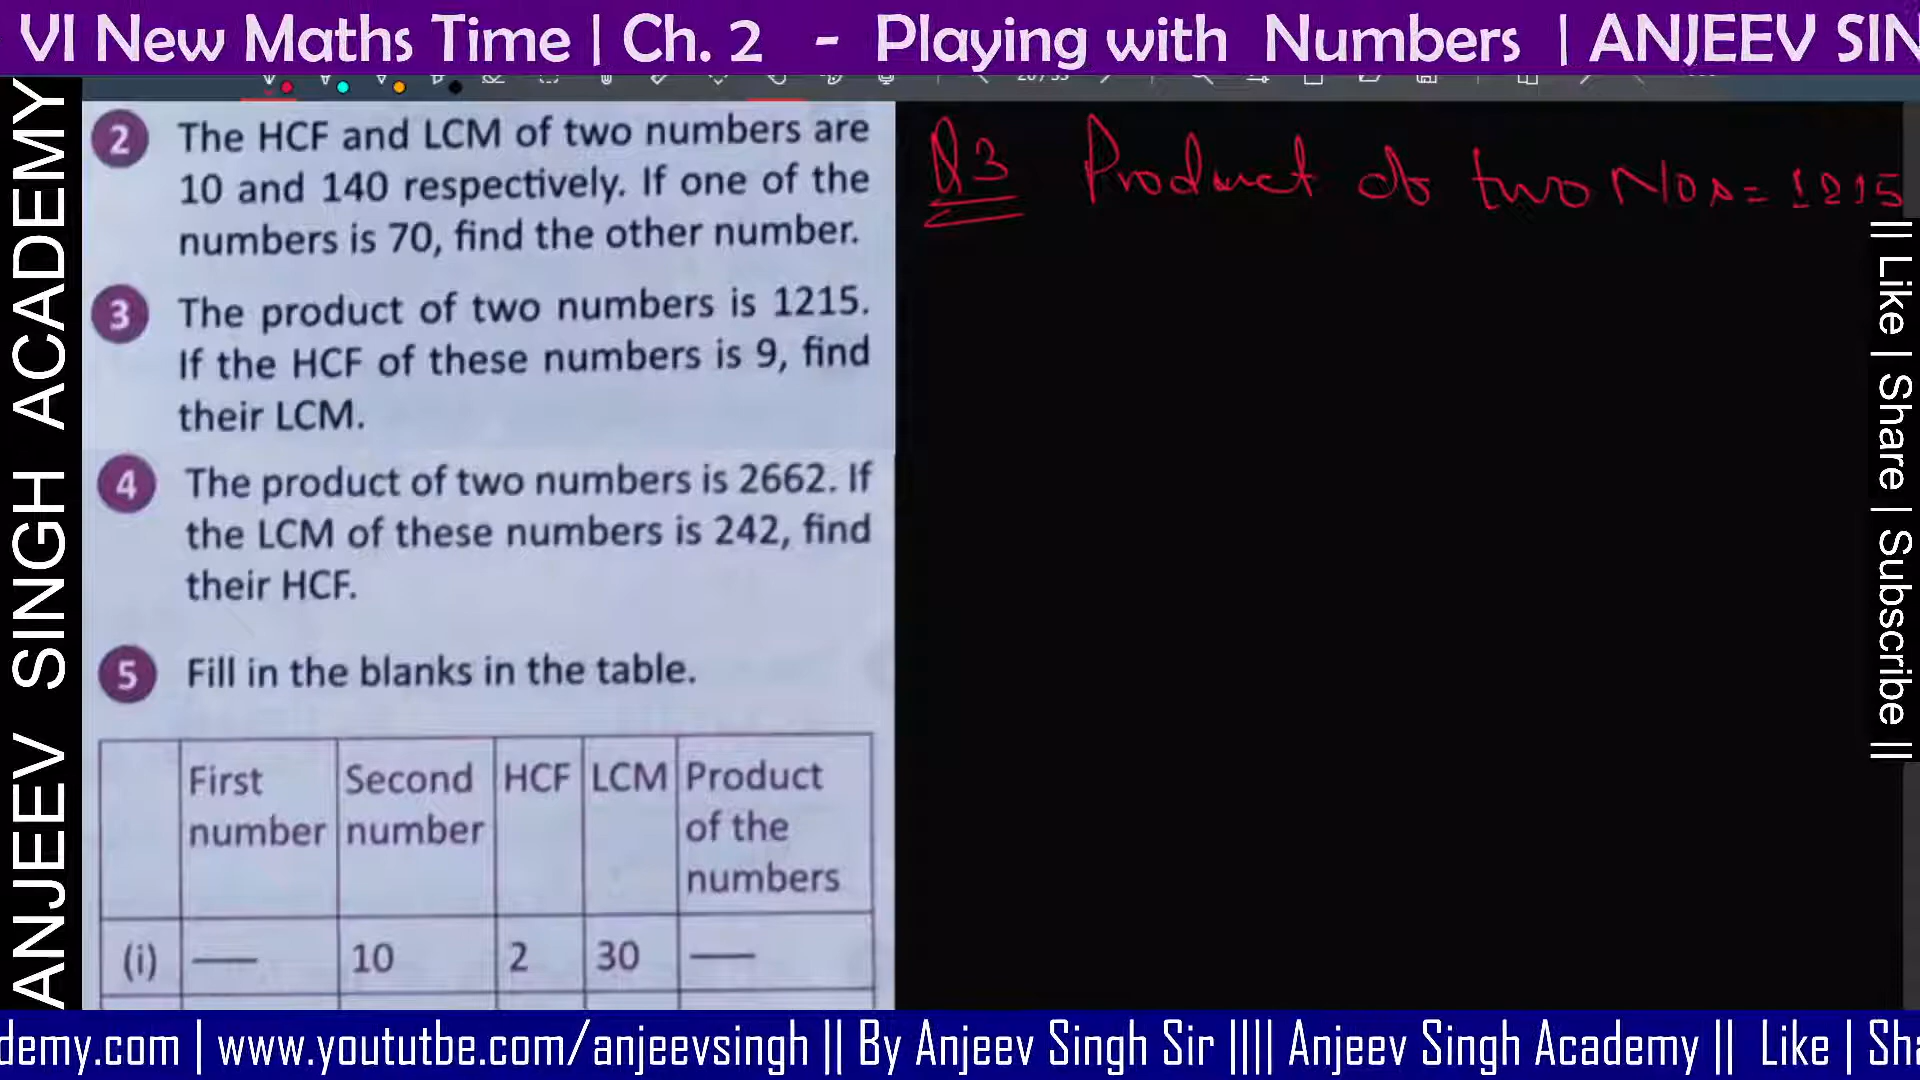 VI New Maths Time | Ch. 2 - Playing with Numbers | ANJEEV SIN
ANJEEV SINGH ACADEMY
2 The HCF and LCM of two numbers are
10 and 140 respectively. If one of the
numbers is 70, find the other number.
3 The product of two numbers is 1215.
If the HCF of these numbers is 9, find
their LCM.
4 The product of two numbers is 2662. If
the LCM of these numbers is 242, find
their HCF.
5 Fill in the blanks in the table.
First number Second number HCF LCM Product of the numbers
(i) — 10 2 30 —
Q3 Product of two Nos = 1215
|| Like | Share | Subscribe ||
demy.com | www.yoututbe.com/anjeevsingh || By Anjeev Singh Sir |||| Anjeev Singh Academy || Like | Sha